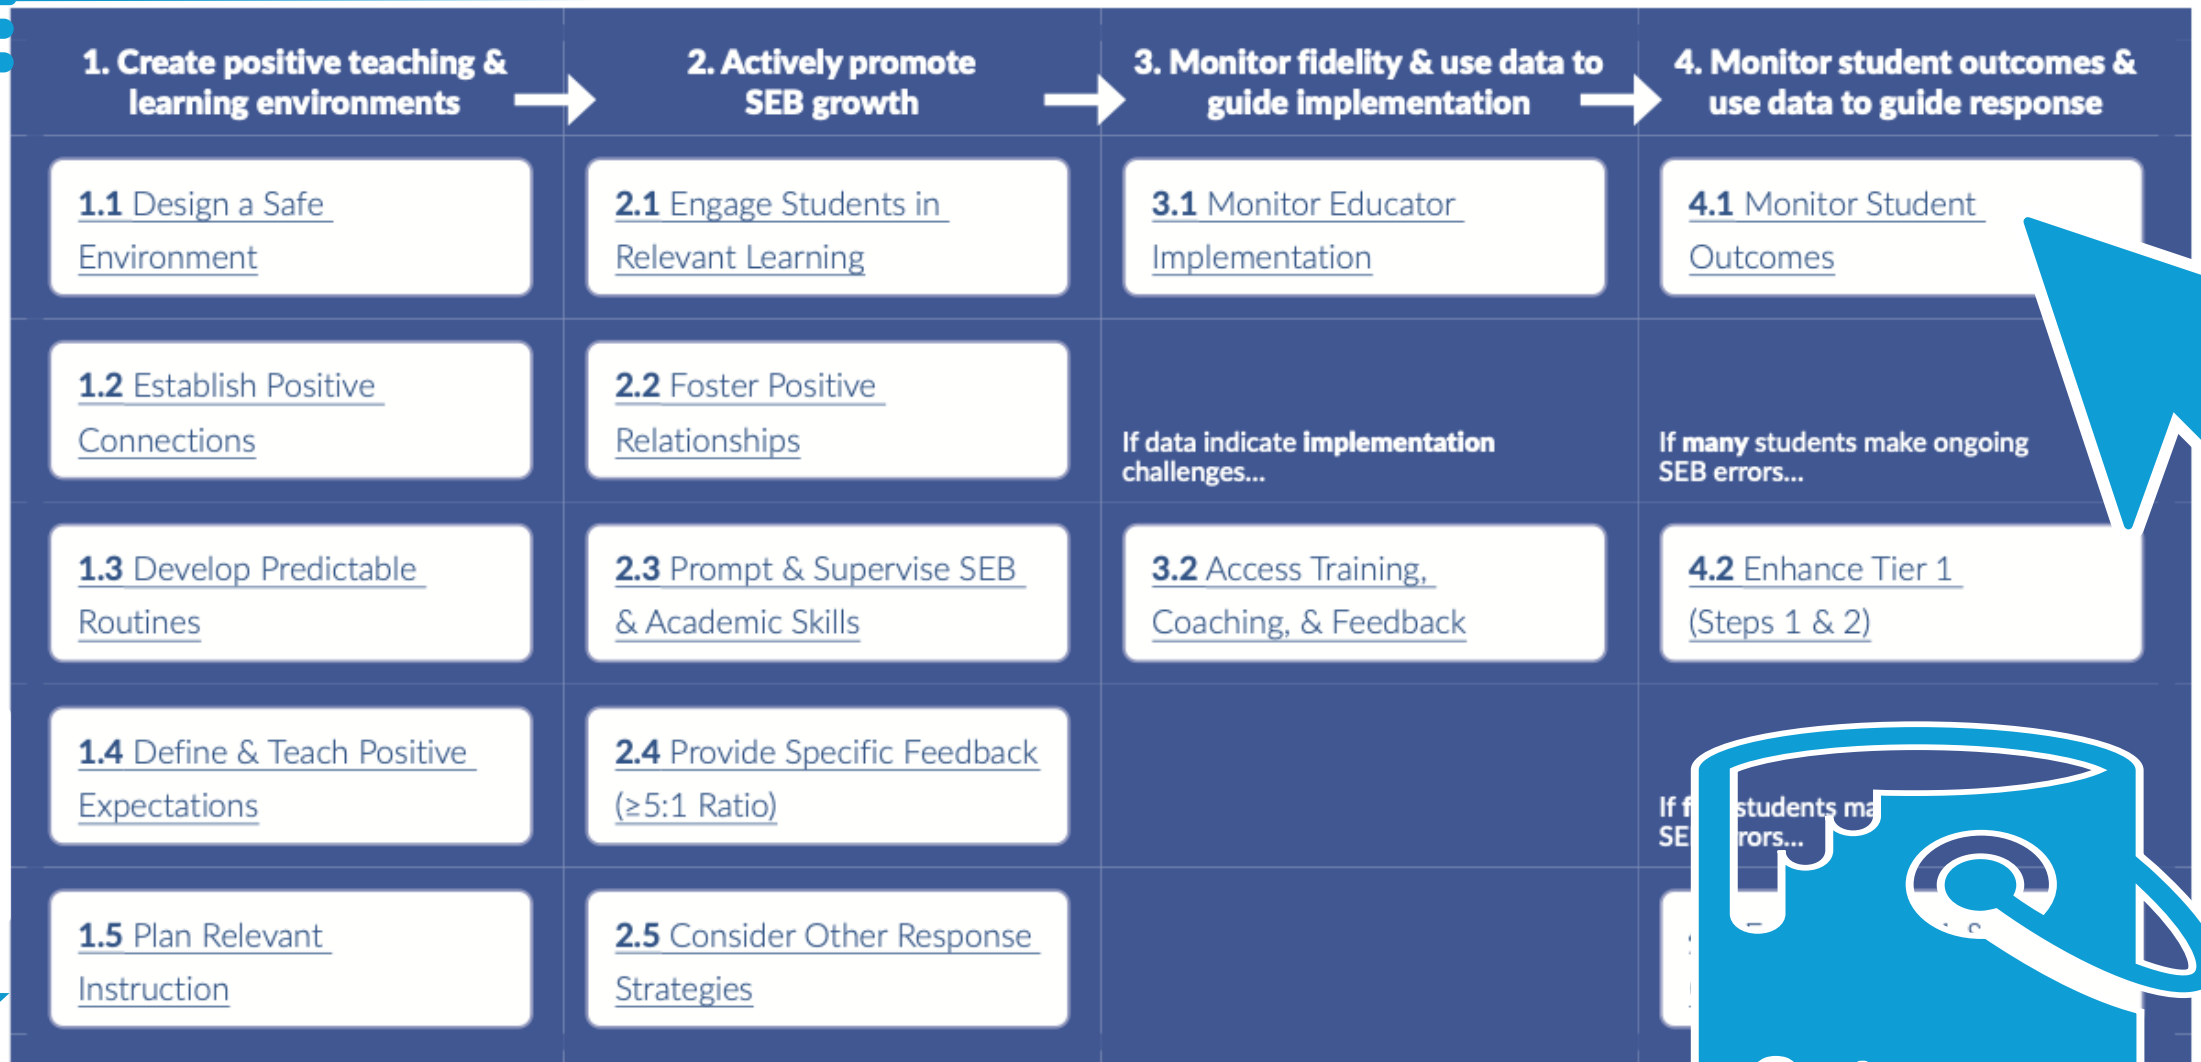 1. Create positive teaching &
learning environments
2. Actively promote
SEB growth
3. Monitor fidelity & use data to
guide implementation
4. Monitor student outcomes &
use data to guide response
1.1 Design a Safe
Environment
2.1 Engage Students in
Relevant Learning
3.1 Monitor Educator
Implementation
4.1 Monitor Student
Outcomes
1.2 Establish Positive
Connections
2.2 Foster Positive
Relationships
If data indicate implementation
challenges...
If many students make ongoing
SEB errors...
1.3 Develop Predictable
Routines
2.3 Prompt & Supervise SEB
& Academic Skills
3.2 Access Training,
Coaching, & Feedback
4.2 Enhance Tier 1
(Steps 1 & 2)
1.4 Define & Teach Positive
Expectations
2.4 Provide Specific Feedback
(≥5:1 Ratio)
If students
1.5 Plan Relevant
Instruction
2.5 Consider Other Response
Strategies